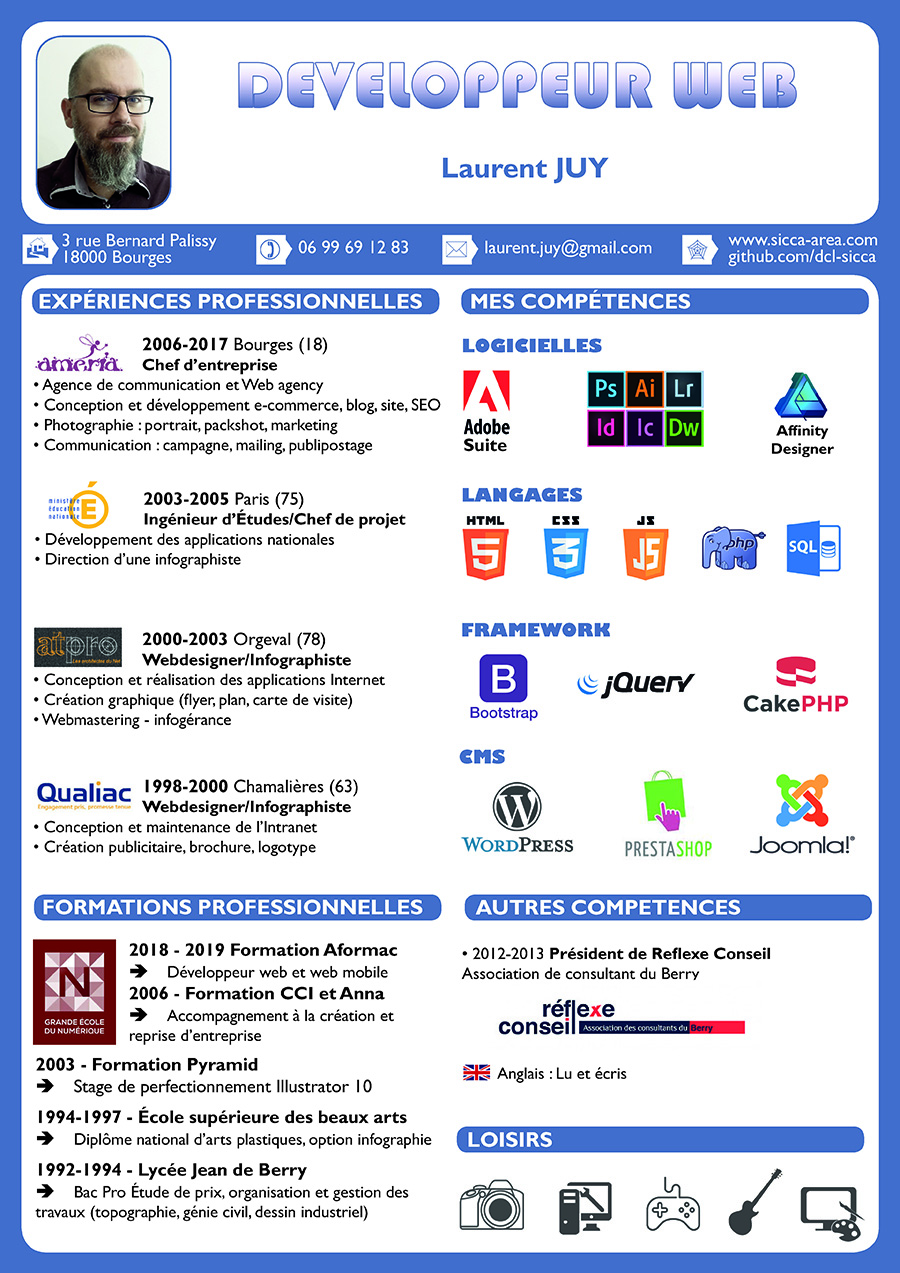 DEVELOPPEUR WEB
Laurent JUY
3 rue Bernard Palissy
18000 Bourges
06 99 69 12 83
laurent.juy@gmail.com
www.sicca-area.com
github.com/dcl-sicca
EXPÉRIENCES PROFESSIONNELLES
ameria.
2006-2017 Bourges (18)
Chef d’entreprise
• Agence de communication et Web agency
• Conception et développement e-commerce, blog, site, SEO
• Photographie : portrait, packshot, marketing
• Communication : campagne, mailing, publipostage
ministère
éducation
nationale
É
2003-2005 Paris (75)
Ingénieur d’Études/Chef de projet
• Développement des applications nationales
• Direction d’une infographiste
atpro
Les architectes du Net
2000-2003 Orgeval (78)
Webdesigner/Infographiste
• Conception et réalisation des applications Internet
• Création graphique (flyer, plan, carte de visite)
• Webmastering - infogérance
Qualiac
Engagement pris, promesse tenue
1998-2000 Chamalières (63)
Webdesigner/Infographiste
• Conception et maintenance de l’Intranet
• Création publicitaire, brochure, logotype
FORMATIONS PROFESSIONNELLES
N
GRANDE ÉCOLE
DU NUMÉRIQUE
2018 - 2019 Formation Aformac
➔ Développeur web et web mobile
2006 - Formation CCI et Anna
➔ Accompagnement à la création et
reprise d’entreprise
2003 - Formation Pyramid
➔ Stage de perfectionnement Illustrator 10
1994-1997 - École supérieure des beaux arts
➔ Diplôme national d’arts plastiques, option infographie
1992-1994 - Lycée Jean de Berry
➔ Bac Pro Étude de prix, organisation et gestion des
travaux (topographie, génie civil, dessin industriel)
MES COMPÉTENCES
LOGICIELLES
Adobe
Suite
Ps Ai Lr
Id Ic Dw
Affinity
Designer
LANGAGES
HTML
5
CSS
3
JS
JS
php
SQL
FRAMEWORK
B
Bootstrap
jQuery
CakePHP
CMS
W
WORDPRESS
PRESTASHOP
Joomla!®
AUTRES COMPETENCES
• 2012-2013 Président de Reflexe Conseil
Association de consultant du Berry
réflexe
conseil Association des consultants du Berry
Anglais : Lu et écris
LOISIRS